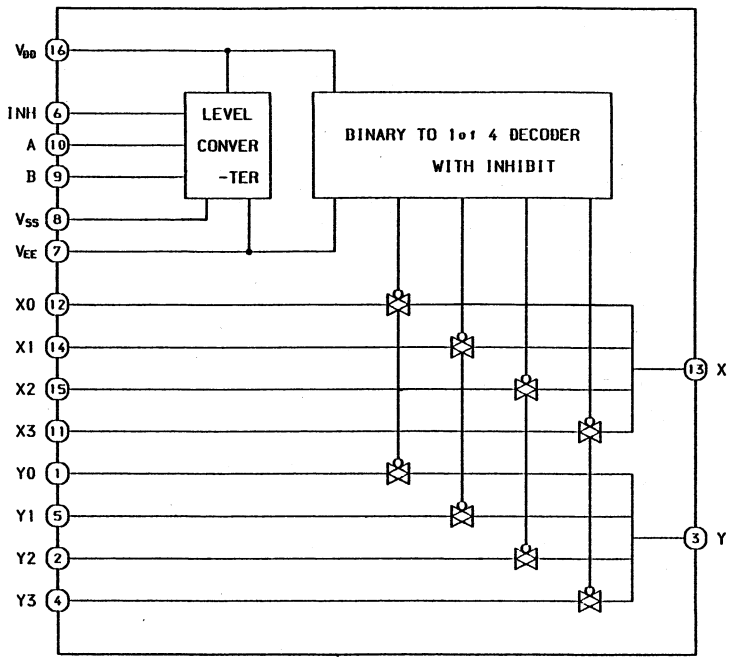 VDD 16
INH 6
A 10
B 9
VSS 8
VEE 7
LEVEL
CONVER
-TER
BINARY TO 1of 4 DECODER
WITH INHIBIT
X0 12
X1 14
X2 15
X3 11
Y0 1
Y1 5
Y2 2
Y3 4
13 X
3 Y